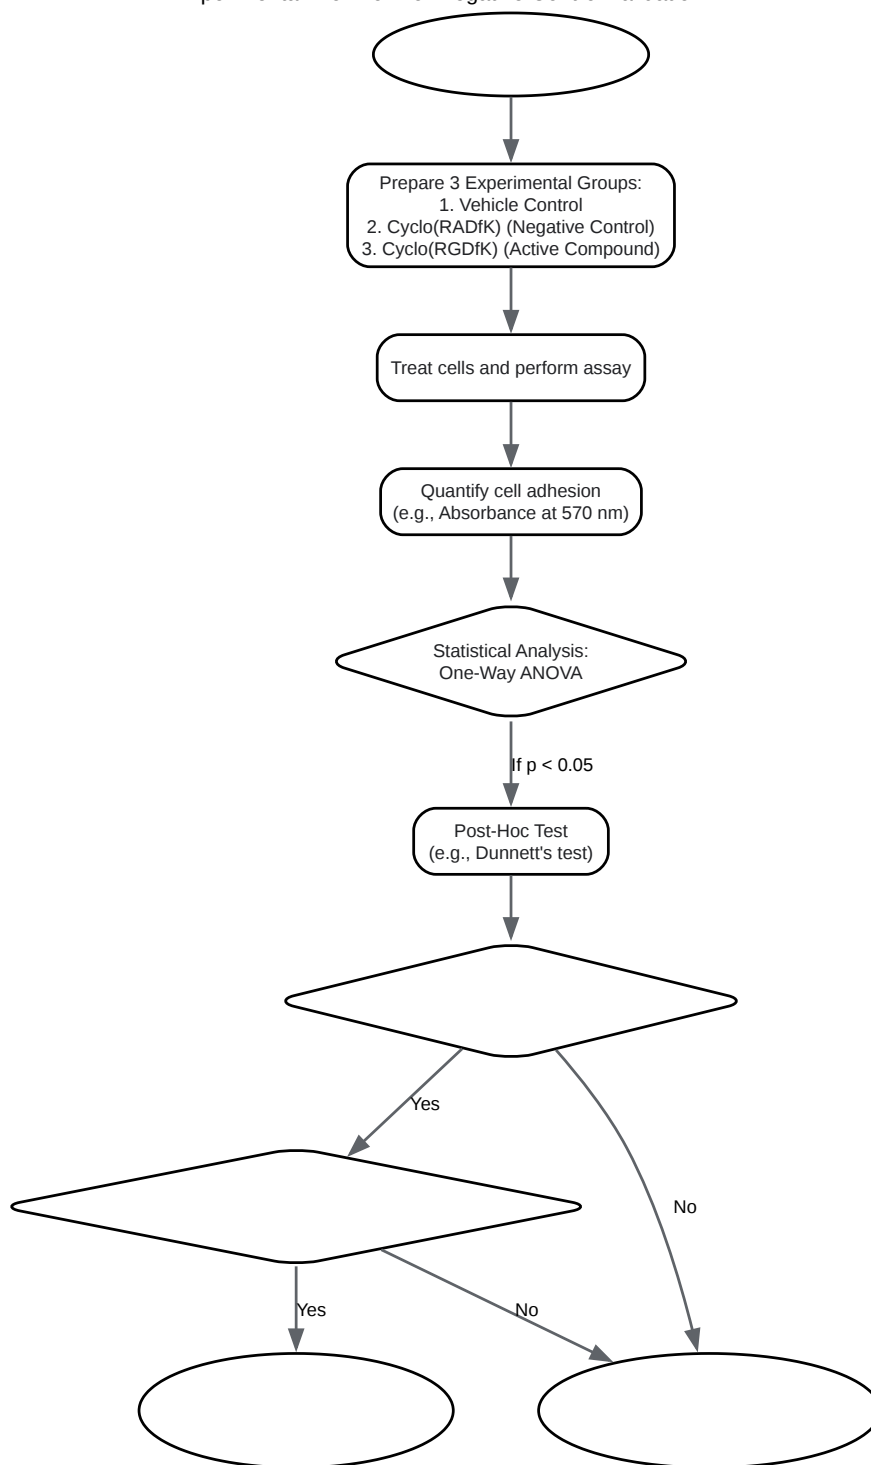 Prepare 3 Experimental Groups:
1. Vehicle Control
2. Cyclo(RADfK) (Negative Control)
3. Cyclo(RGDfK) (Active Compound)
Treat cells and perform assay
Quantify cell adhesion
(e.g., Absorbance at 570 nm)
Statistical Analysis:
One-Way ANOVA
If p < 0.05
Post-Hoc Test
(e.g., Dunnett's test)
Yes
No
Yes
No